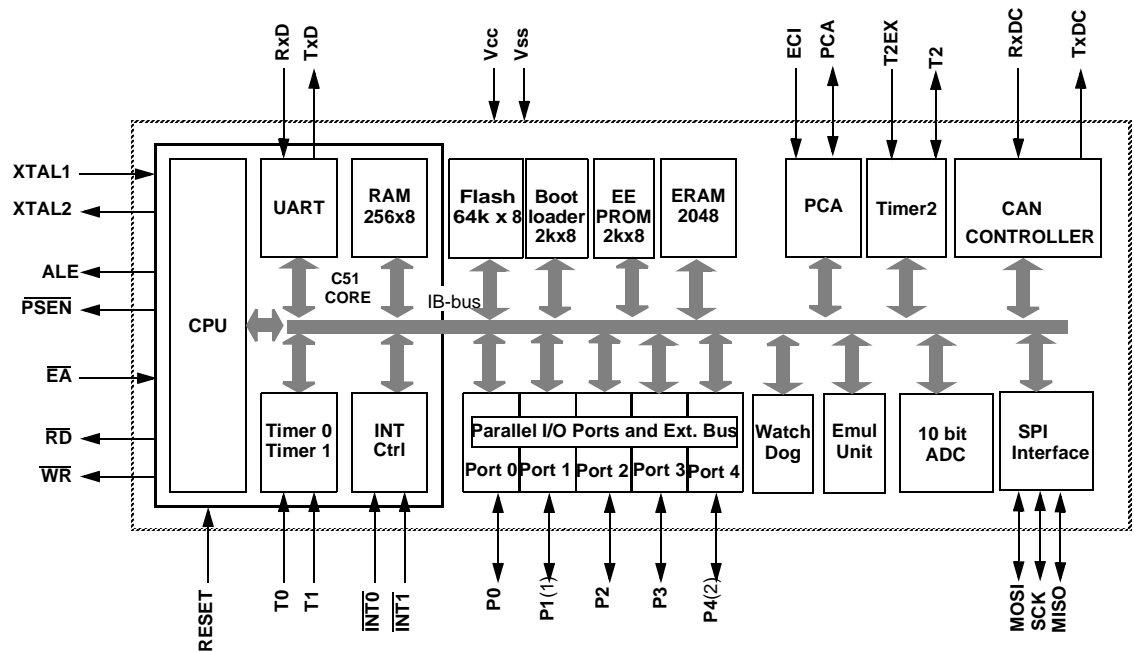 RxD
TxD
Vcc
Vss
ECI
PCA
T2EX
T2
RxDC
TxDC
XTAL1
XTAL2
ALE
PSEN
EA
RD
WR
CPU
UART
RAM
256x8
C51
CORE
IB-bus
Flash
64k x 8
Boot
loader
2kx8
EE
PROM
2kx8
ERAM
2048
PCA
Timer2
CAN
CONTROLLER
Timer 0
Timer 1
INT
Ctrl
Parallel I/O Ports and Ext. Bus
Port 0
Port 1
Port 2
Port 3
Port 4
Watch
Dog
Emul
Unit
10 bit
ADC
SPI
Interface
RESET
T0
T1
INT0
INT1
P0
P1(1)
P2
P3
P4(2)
MOSI
SCK
MISO